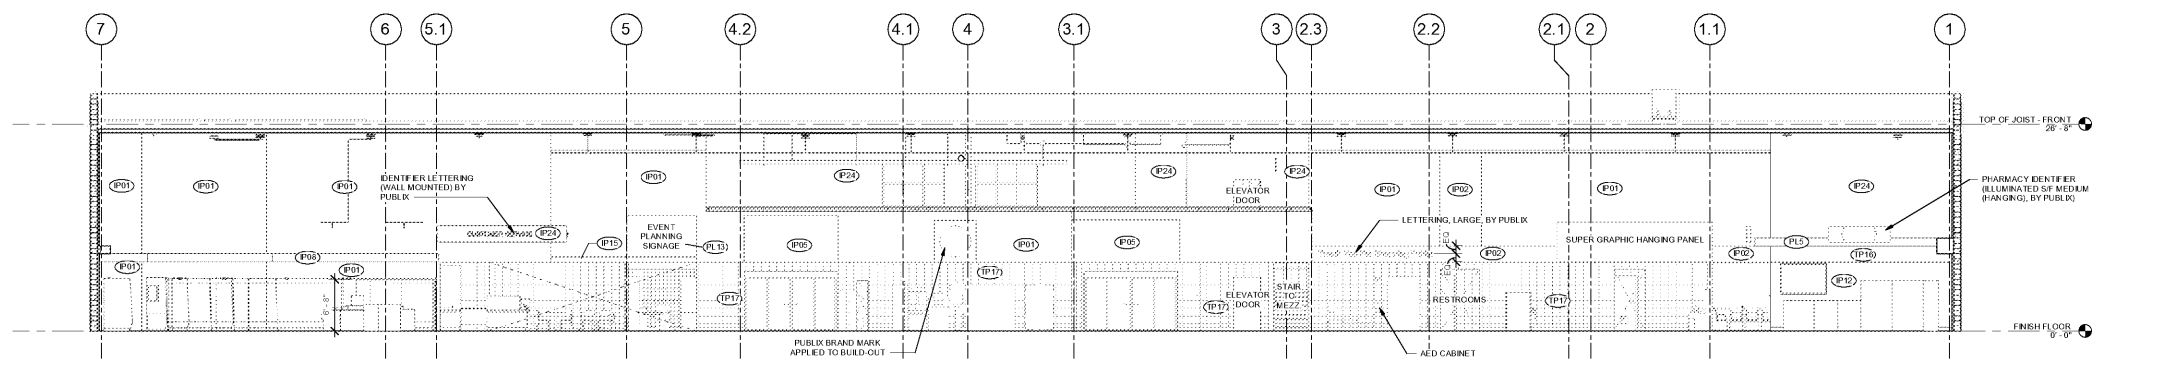 7 6 5.1 5 4.2 4.1 4 3.1 3 2.3 2.2 2.1 2 1.1 1
TOP OF JOIST - FRONT
26' - 8"
IDENTIFIER LETTERING
(WALL MOUNTED) BY
PUBLIX
IP01 IP01 IP01 IP01 IP24 IP24 IP24 IP01 IP02 IP01 IP24
ELEVATOR
DOOR
PHARMACY IDENTIFIER
(ILLUMINATED S/F MEDIUM
(HANGING), BY PUBLIX)
LETTERING, LARGE, BY PUBLIX
IP24 IP15
EVENT
PLANNING
SIGNAGE
PL13 IP05 IP01 IP05
EQ
EQ
IP02
SUPER GRAPHIC HANGING PANEL
IP02 PL5
TP16
IP01 IP08 IP01
TP17
IP12
6' - 8"
TP17
TP17
ELEVATOR
DOOR
STAIR
TO
MEZZ.
RESTROOMS
TP17
FINISH FLOOR
0' - 0"
PUBLIX BRAND MARK
APPLIED TO BUILD-OUT
AED CABINET